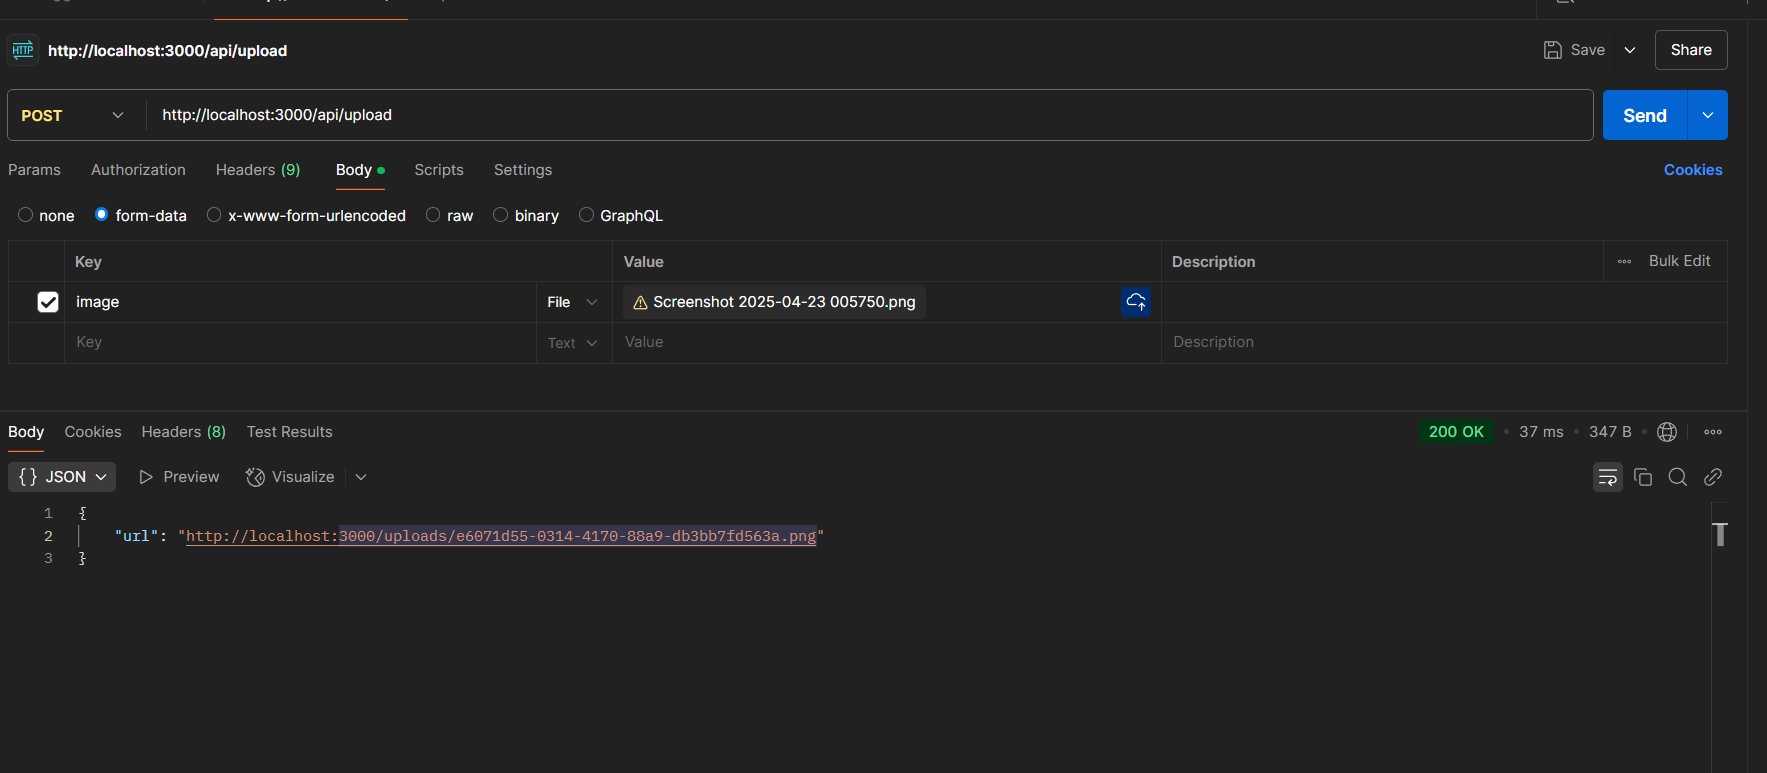 HTTP http://localhost:3000/api/upload Save Share
POST http://localhost:3000/api/upload Send
Params Authorization Headers (9) Body Scripts Settings Cookies
none form-data x-www-form-urlencoded raw binary GraphQL
Key Value Description Bulk Edit
image File Screenshot 2025-04-23 005750.png
Key Text Value Description
Body Cookies Headers (8) Test Results 200 OK • 37 ms • 347 B •
{} JSON Preview Visualize
1 {
2 "url": "http://localhost:3000/uploads/e6071d55-0314-4170-88a9-db3bb7fd563a.png"
3 }